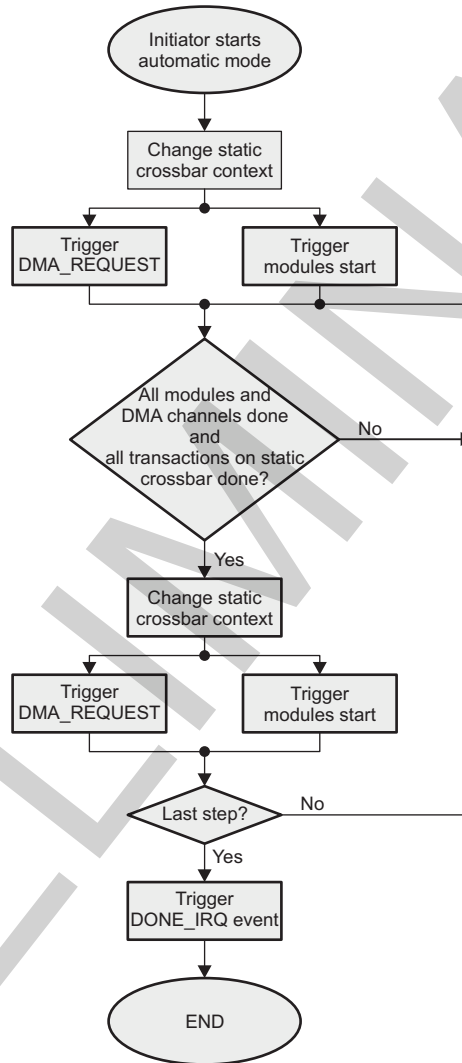 Initiator starts
automatic mode
Change static
crossbar context
Trigger
DMA_REQUEST
Trigger
modules start
All modules and
DMA channels done
and
all transactions on static
crossbar done?
No
Yes
Change static
crossbar context
Trigger
DMA_REQUEST
Trigger
modules start
Last step?
No
Yes
Trigger
DONE_IRQ event
END